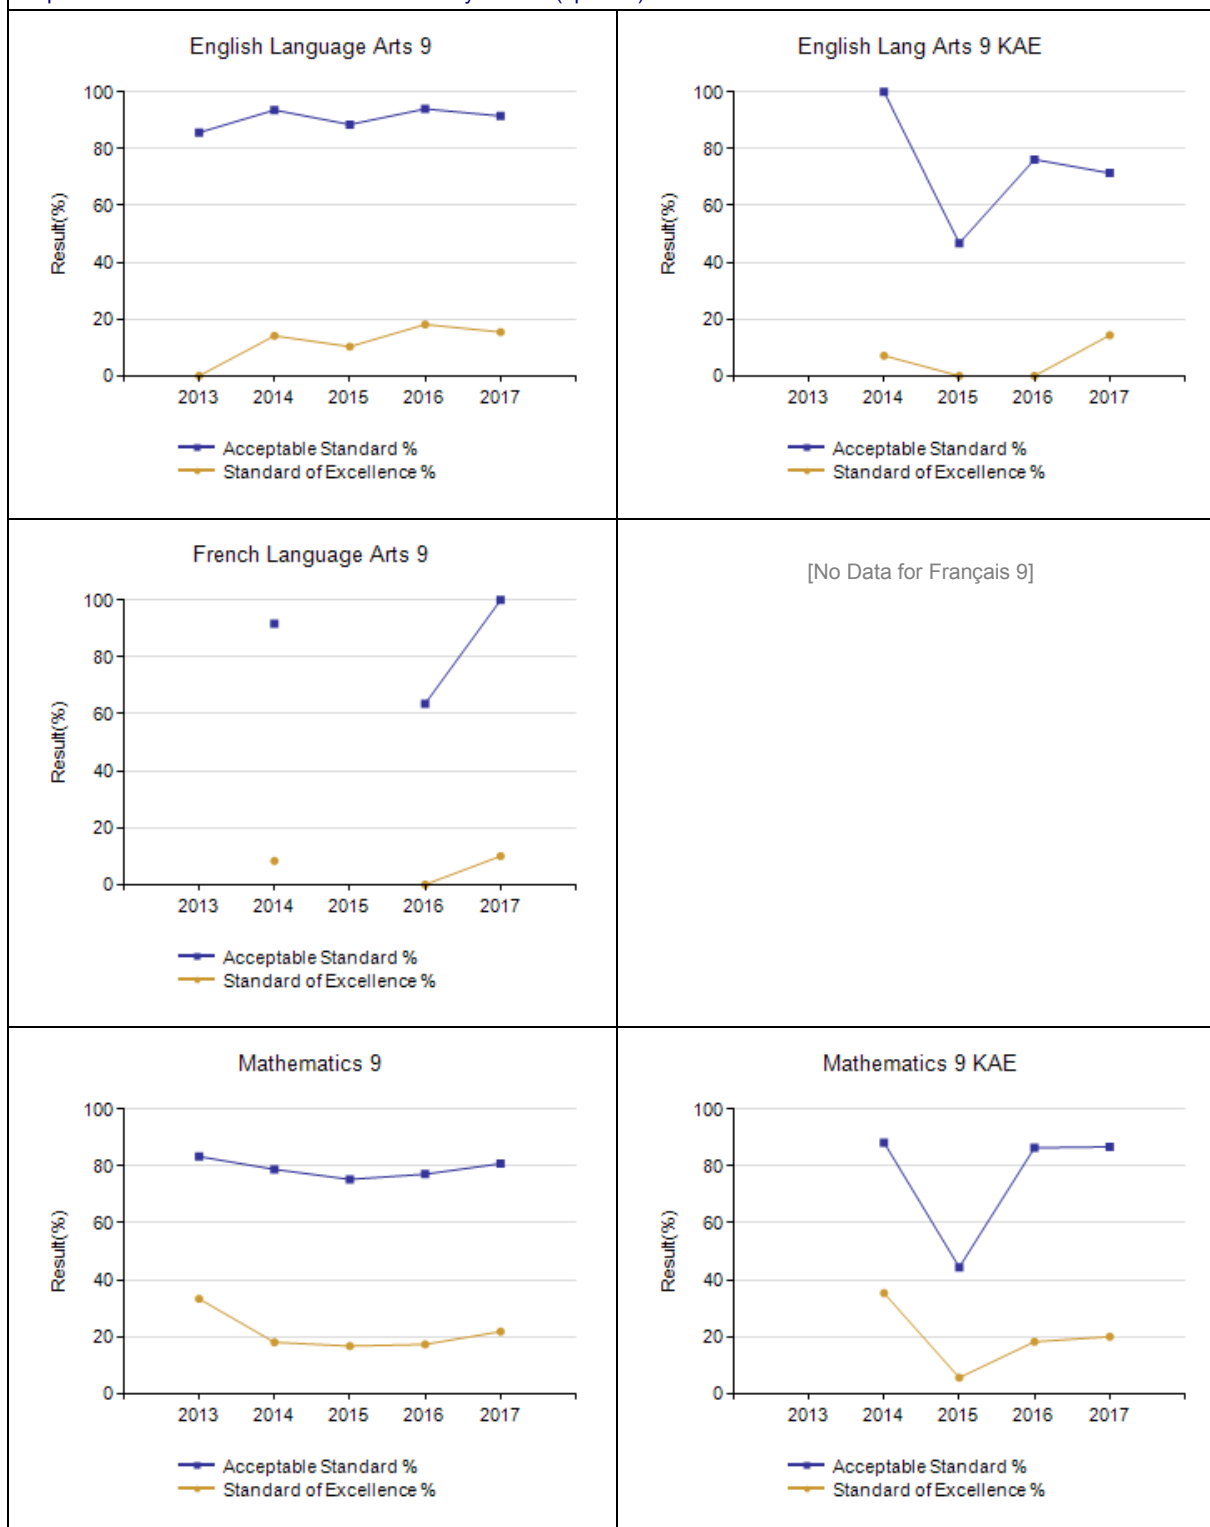 English Language Arts 9
100
80
60
40
20
0
Result(%)
2013 2014 2015 2016 2017
Acceptable Standard %
Standard of Excellence %
English Lang Arts 9 KAE
100
80
60
40
20
0
Result(%)
2013 2014 2015 2016 2017
Acceptable Standard %
Standard of Excellence %
French Language Arts 9
100
80
60
40
20
0
Result(%)
2013 2014 2015 2016 2017
Acceptable Standard %
Standard of Excellence %
[No Data for Français 9]
Mathematics 9
100
80
60
40
20
0
Result(%)
2013 2014 2015 2016 2017
Acceptable Standard %
Standard of Excellence %
Mathematics 9 KAE
100
80
60
40
20
0
Result(%)
2013 2014 2015 2016 2017
Acceptable Standard %
Standard of Excellence %